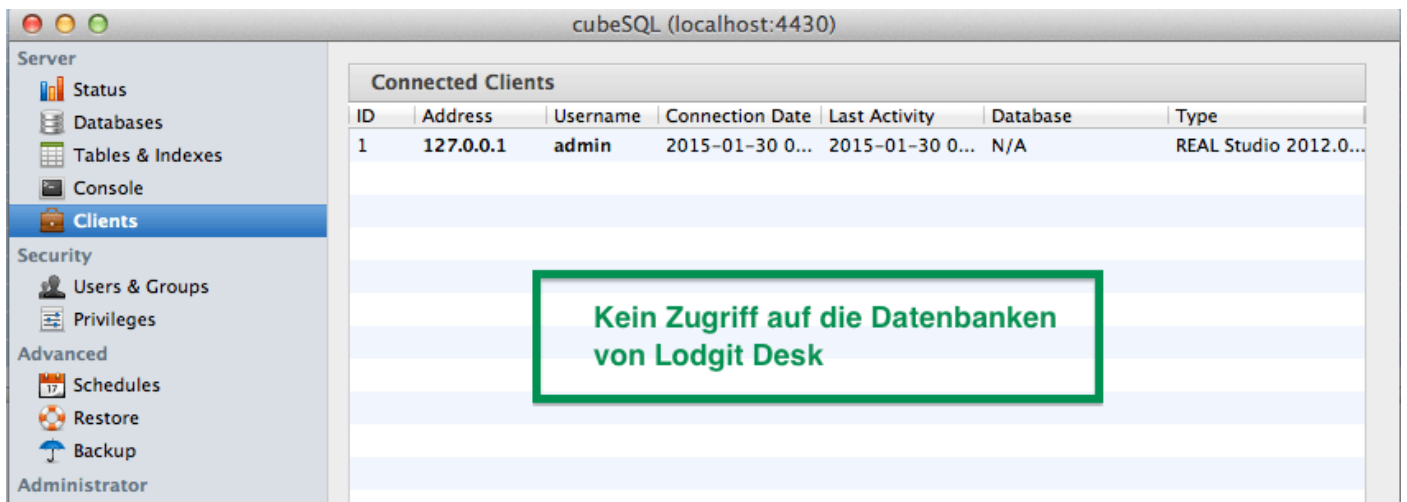 cubeSQL (localhost:4430)
Server
Status
Databases
Tables & Indexes
Console
Clients
Security
Users & Groups
Privileges
Advanced
17
Schedules
Restore
Backup
Administrator
Connected Clients
ID Address Username Connection Date Last Activity Database Type
1 127.0.0.1 admin 2015-01-30 0... 2015-01-30 0... N/A REAL Studio 2012.0...
Kein Zugriff auf die Datenbanken
von Lodgit Desk